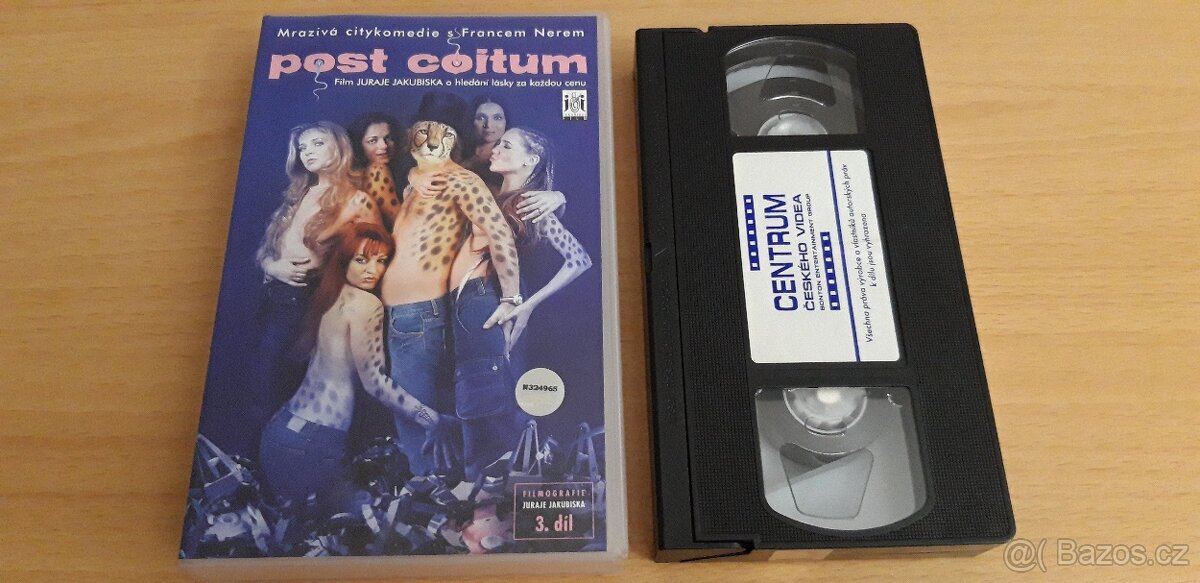 Mrazivá citykomedie s Francem Nerem
post coitum
Film JURAJE JAKUBISKA o hledání lásky za každou cenu
N324965
FILMOGRAFIE
JURAJE JAKUBISKA
3. díl
CENTRUM
ČESKÉHO VIDEA
BONTON ENTERTAINMENT GROUP
Všechna práva výrobce a vlastníků autorských práv
k dílu jsou vyhrazena
@( Bazos.cz